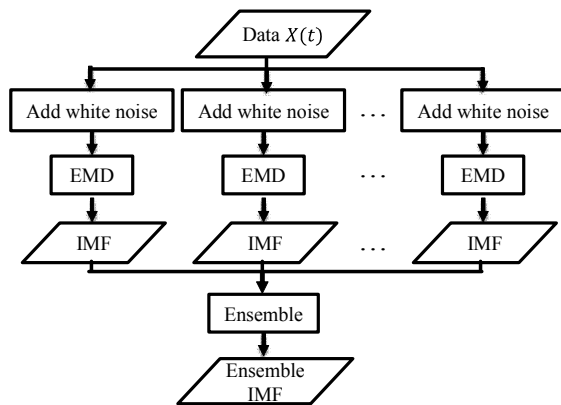 Data X(t)
Add white noise Add white noise ... Add white noise
EMD EMD ... EMD
IMF IMF ... IMF
Ensemble
Ensemble
IMF